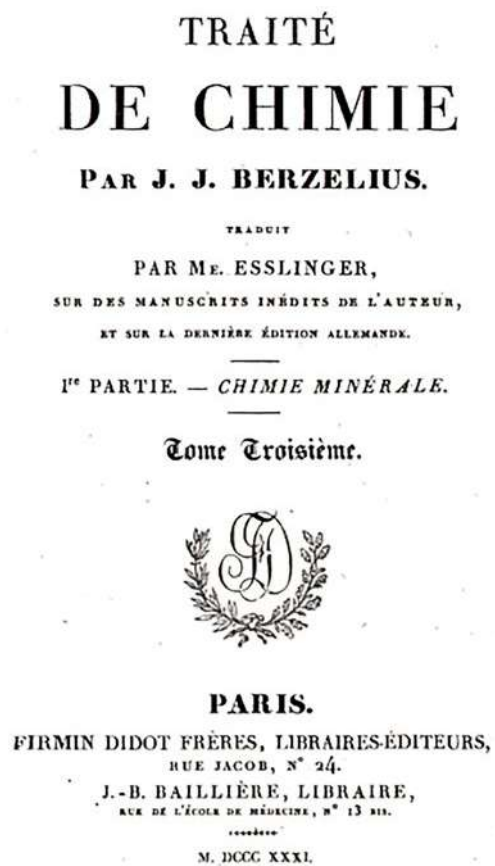 TRAITÉ
DE CHIMIE
PAR J. J. BERZELIUS.
TRADUIT
PAR ME. ESSLINGER,
SUR DES MANUSCRITS INÉDITS DE L'AUTEUR,
ET SUR LA DERNIÈRE ÉDITION ALLEMANDE.
Ire PARTIE. — CHIMIE MINÉRALE.
Tome Troisième.
PARIS.
FIRMIN DIDOT FRÈRES, LIBRAIRES-ÉDITEURS,
RUE JACOB, N° 24.
J.-B. BAILLIÈRE, LIBRAIRE,
RUE DE L'ÉCOLE DE MÉDECINE, N° 13 BIS.
M. DCCC XXXI.